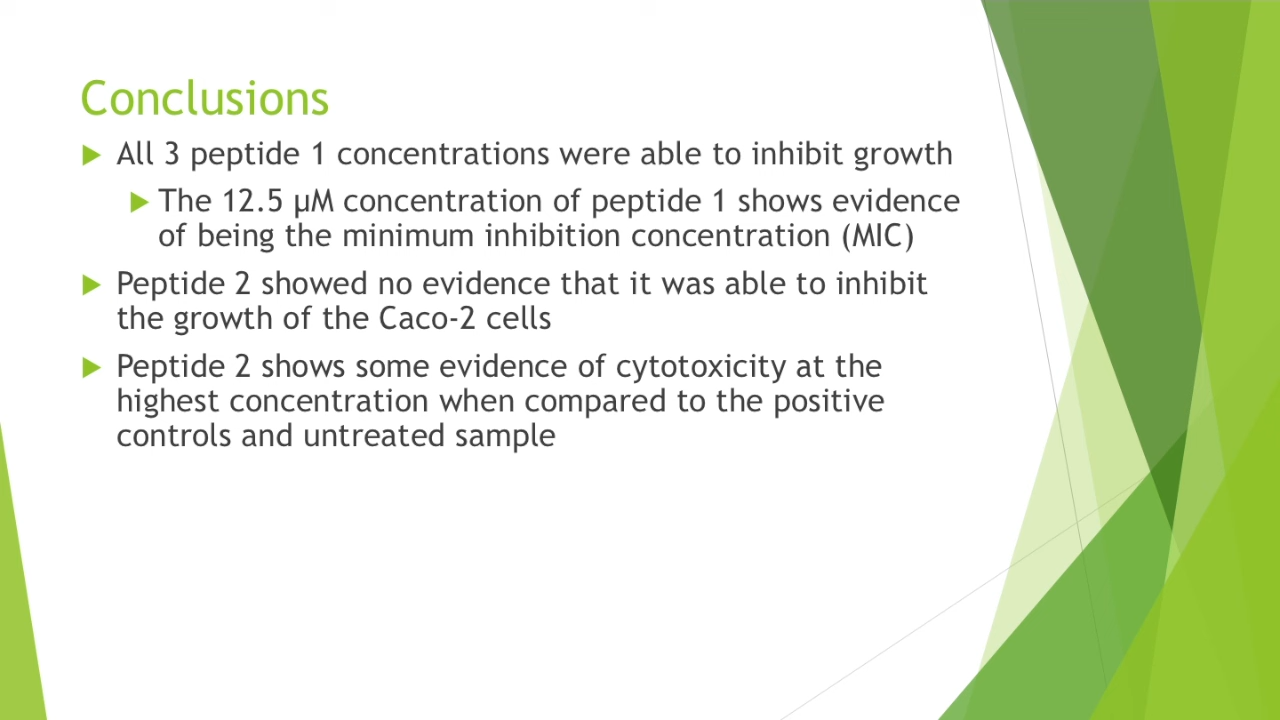 Conclusions
All 3 peptide 1 concentrations were able to inhibit growth
The 12.5 µM concentration of peptide 1 shows evidence
of being the minimum inhibition concentration (MIC)
Peptide 2 showed no evidence that it was able to inhibit
the growth of the Caco-2 cells
Peptide 2 shows some evidence of cytotoxicity at the
highest concentration when compared to the positive
controls and untreated sample